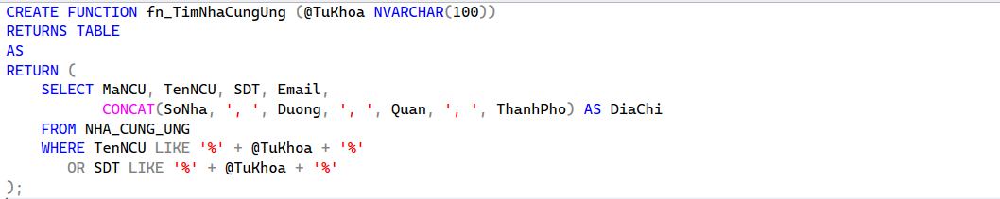 CREATE FUNCTION fn_TimNhaCungUng (@TuKhoa NVARCHAR(100))
RETURNS TABLE
AS
RETURN (
    SELECT MaNCU, TenNCU, SDT, Email,
           CONCAT(SoNha, ', ', Duong, ', ', Quan, ', ', ThanhPho) AS DiaChi
    FROM NHA_CUNG_UNG
    WHERE TenNCU LIKE '%' + @TuKhoa + '%'
       OR SDT LIKE '%' + @TuKhoa + '%'
);